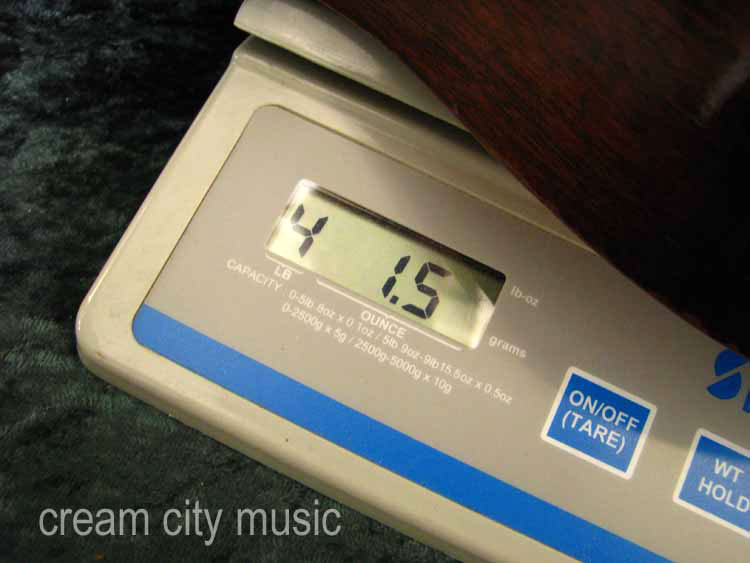 4 1.5
lb-oz
LB
OUNCE
grams
CAPACITY : 0-5lb 8oz x 0.1oz / 5lb 9oz-9lb15.5oz x 0.5oz
0-2500g x 5g / 2500g-5000g x 10g
ON/OFF
(TARE)
WT
HOLD
cream city music